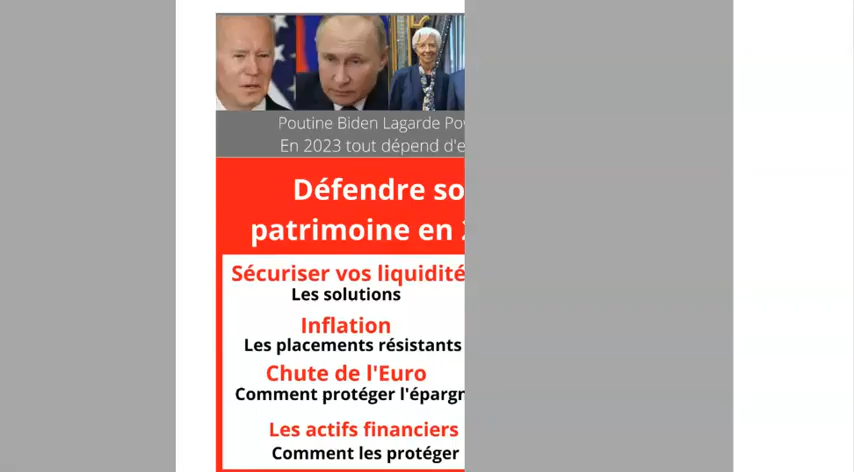 Poutine Biden Lagarde
En 2023 tout dépend
Défendre
patrimoine en
Sécuriser vos
Les solutions
Inflation
Les placements résistants
Chute de l'Euro
Comment protéger
Les actifs financiers
Comment les protéger